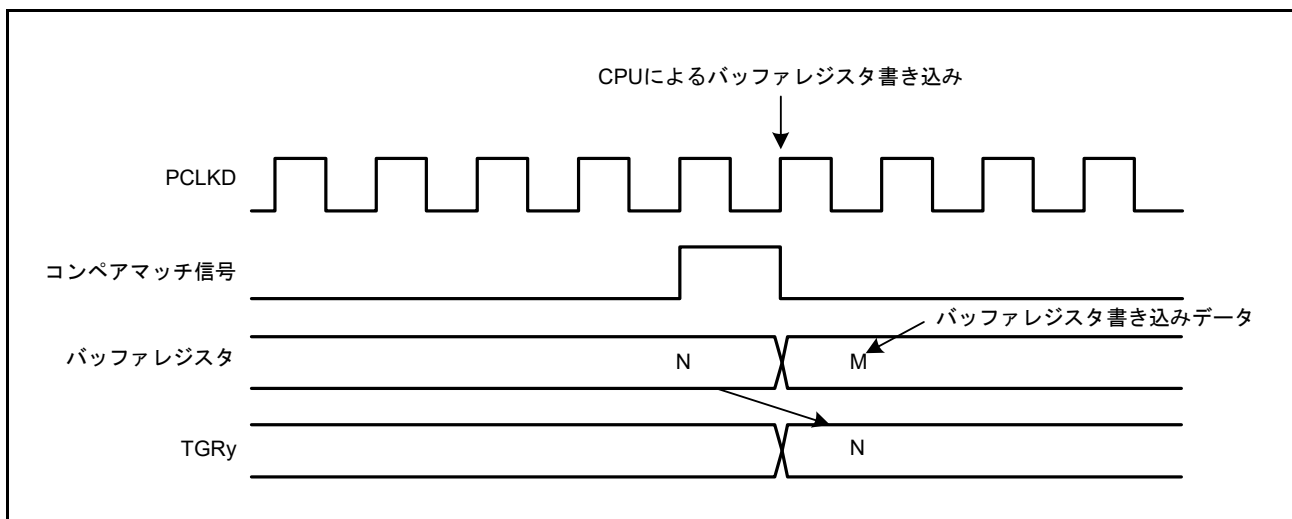 CPUによるバッファレジスタ書き込み
PCLKD
コンペアマッチ信号
バッファレジスタ書き込みデータ
バッファレジスタ
N
M
TGRy
N